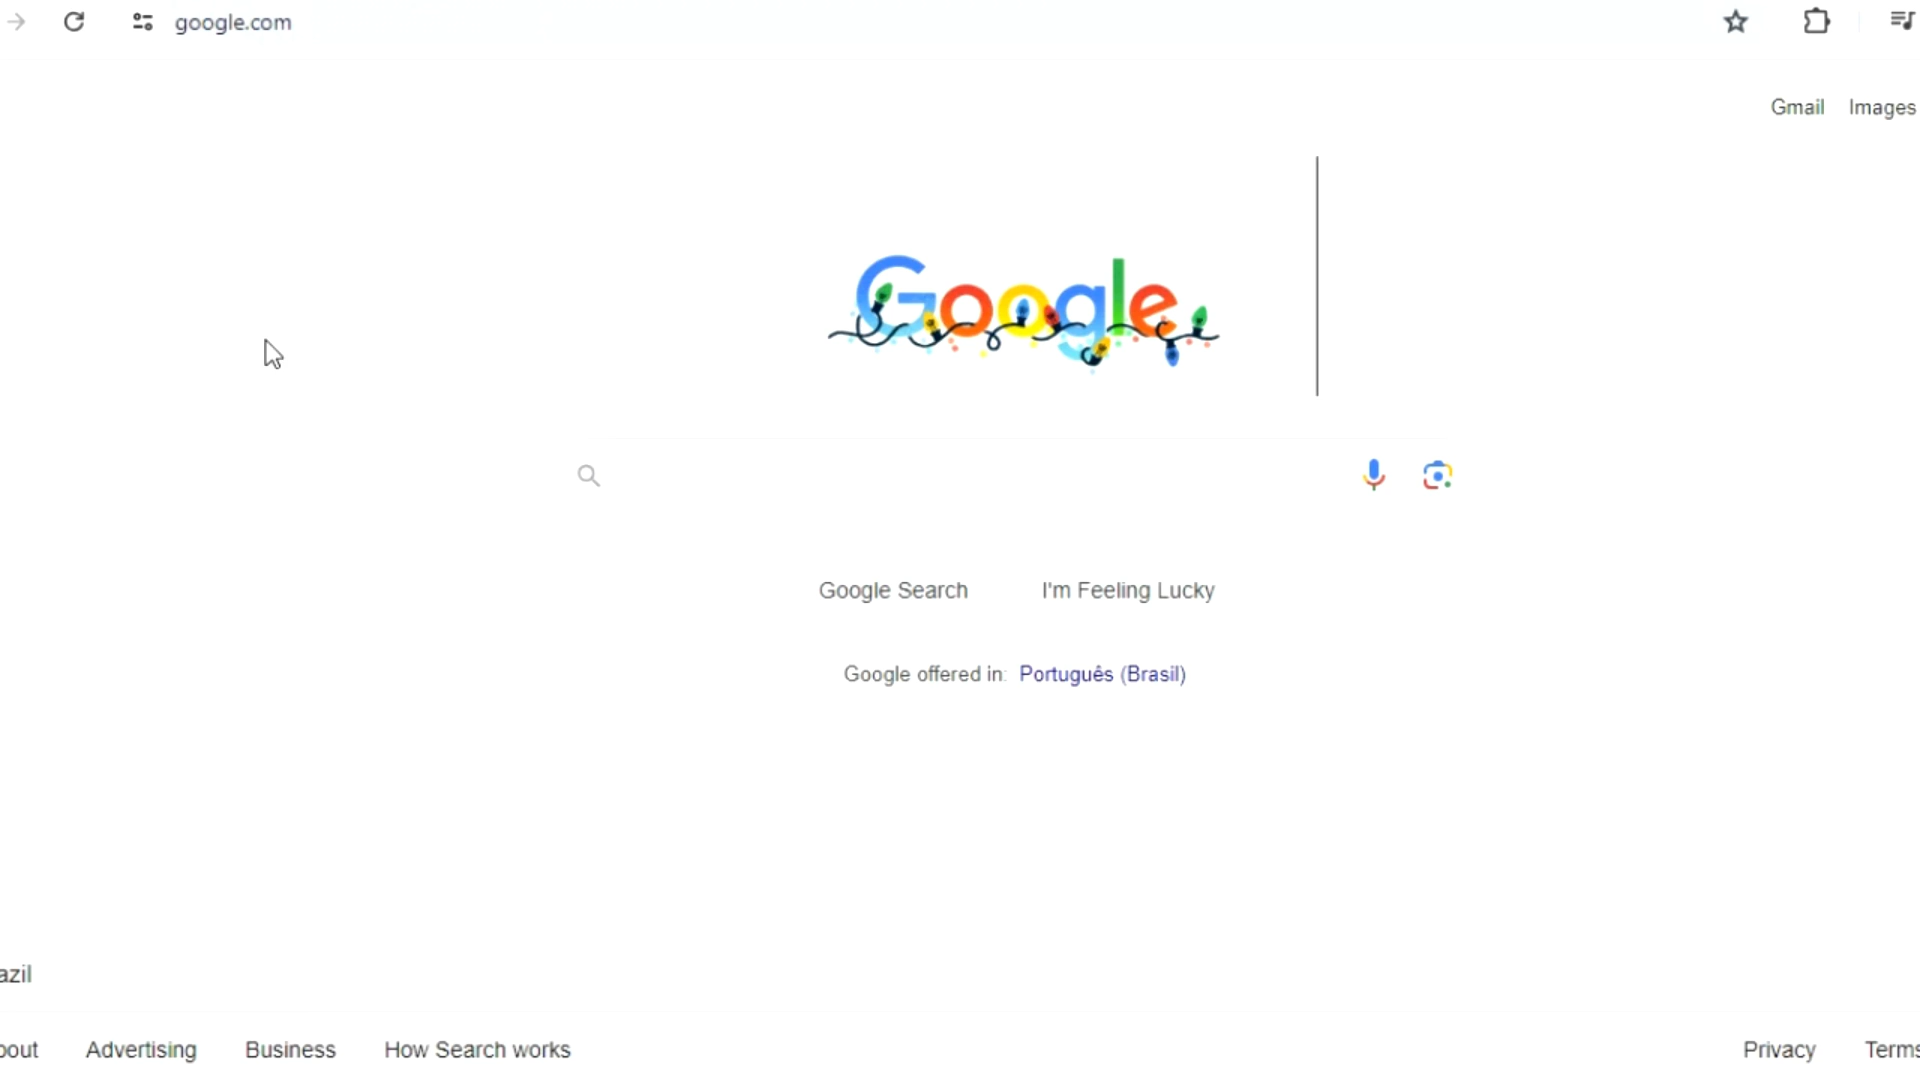 google.com
Gmail Images
Google
Google Search I'm Feeling Lucky
Google offered in: Português (Brasil)
azil
out Advertising Business How Search works Privacy Terms